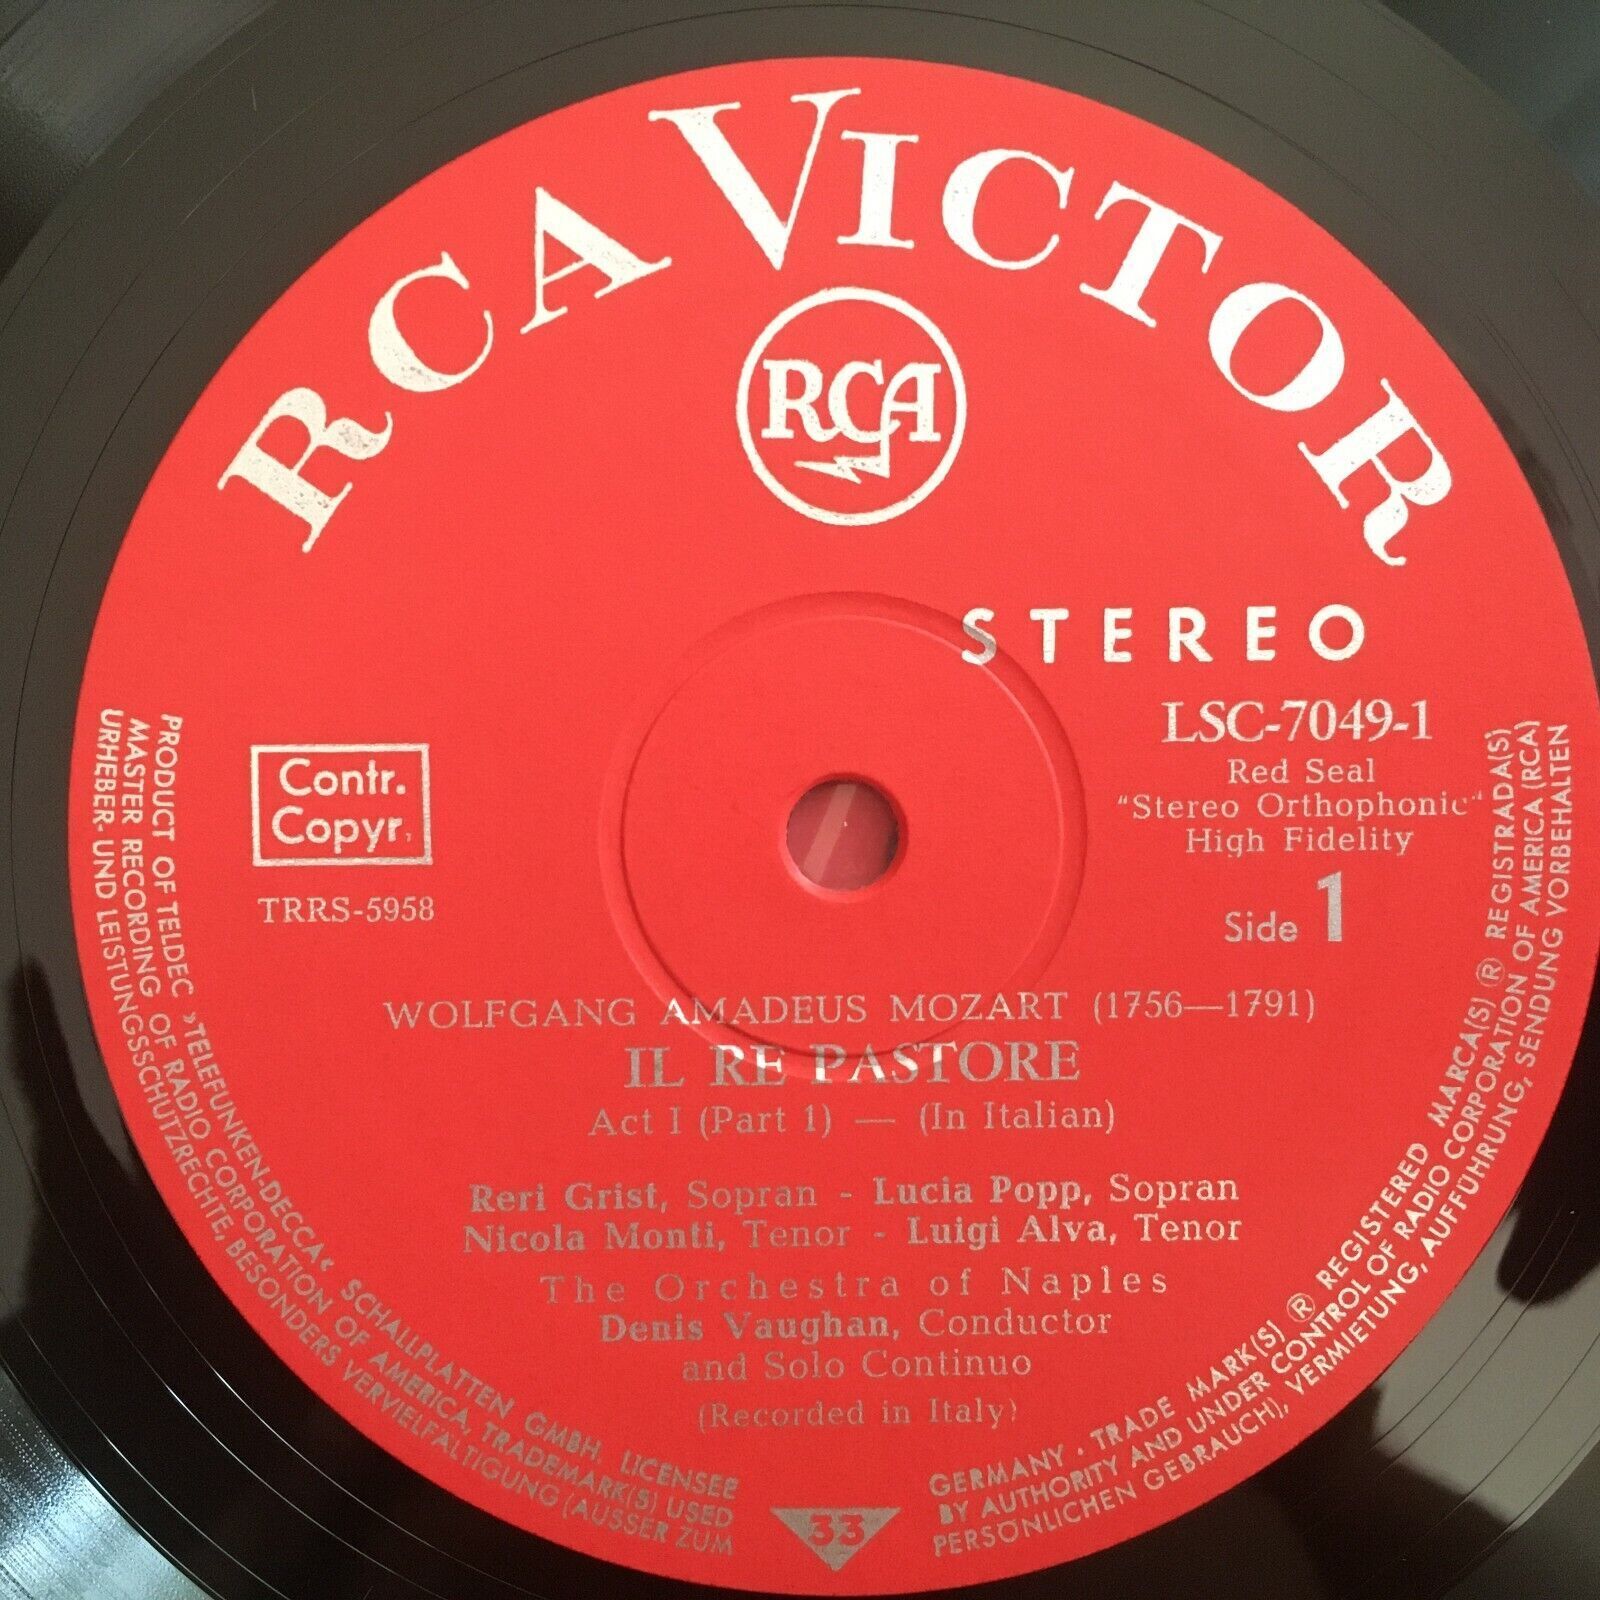 RCA VICTOR
RCA
STEREO
LSC-7049-1
Red Seal
"Stereo Orthophonic"
High Fidelity
Side 1
Contr.
Copyr.
TRRS-5958
WOLFGANG AMADEUS MOZART (1756—1791)
IL RE PASTORE
Act I (Part 1) — (In Italian)
Reri Grist, Sopran - Lucia Popp, Sopran
Nicola Monti, Tenor - Luigi Alva, Tenor
The Orchestra of Naples
Denis Vaughan, Conductor
and Solo Continuo
(Recorded in Italy)
33
PRODUCT OF TELDEC »TELEFUNKEN-DECCA« SCHALLPLATTEN GMBH. LICENSEE
MASTER RECORDING OF RADIO CORPORATION OF AMERICA, TRADEMARK(S) USED
URHEBER- UND LEISTUNGSSCHUTZRECHTE, BESONDERS VERVIELFÄLTIGUNG (AUSSER ZUM
GERMANY · TRADE MARK(S) ® REGISTERED MARCA(S) ® REGISTRADA(S)
BY AUTHORITY AND UNDER CONTROL OF RADIO CORPORATION OF AMERICA (RCA)
PERSÖNLICHEN GEBRAUCH), VERMIETUNG, AUFFÜHRUNG, SENDUNG VORBEHALTEN